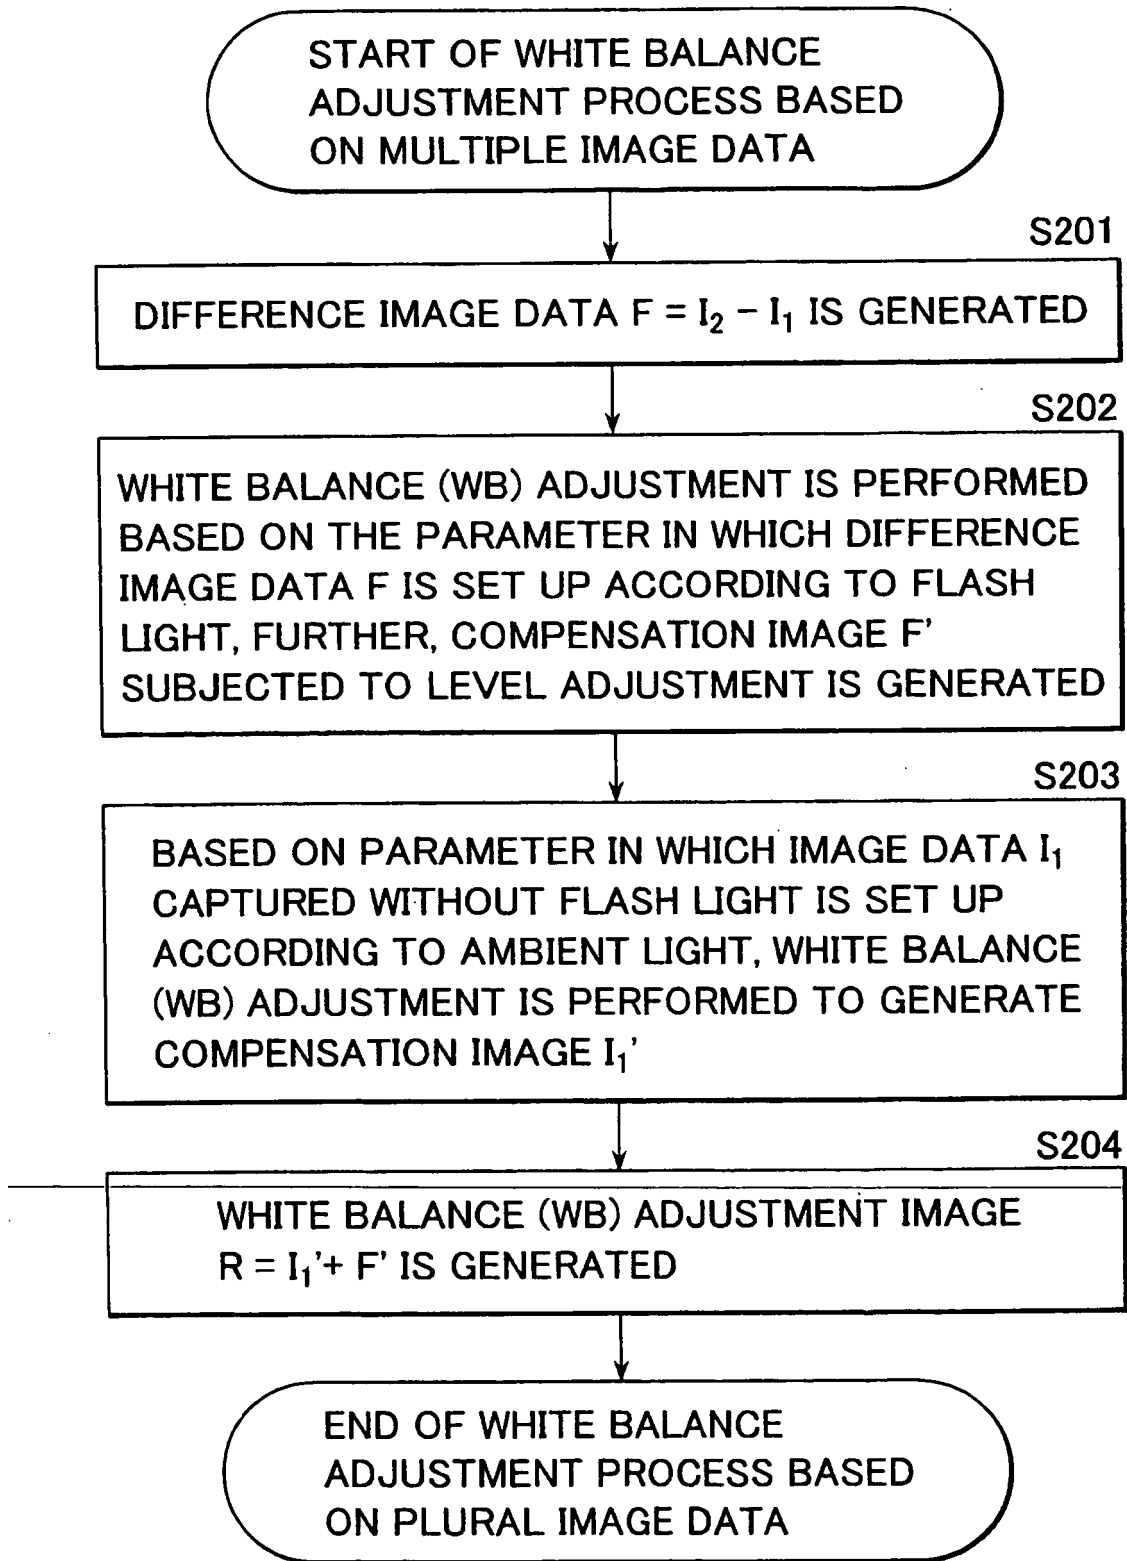 START OF WHITE BALANCE
ADJUSTMENT PROCESS BASED
ON MULTIPLE IMAGE DATA
S201
DIFFERENCE IMAGE DATA F = I₂ − I₁ IS GENERATED
S202
WHITE BALANCE (WB) ADJUSTMENT IS PERFORMED
BASED ON THE PARAMETER IN WHICH DIFFERENCE
IMAGE DATA F IS SET UP ACCORDING TO FLASH
LIGHT, FURTHER, COMPENSATION IMAGE F'
SUBJECTED TO LEVEL ADJUSTMENT IS GENERATED
S203
BASED ON PARAMETER IN WHICH IMAGE DATA I₁
CAPTURED WITHOUT FLASH LIGHT IS SET UP
ACCORDING TO AMBIENT LIGHT, WHITE BALANCE
(WB) ADJUSTMENT IS PERFORMED TO GENERATE
COMPENSATION IMAGE I₁'
S204
WHITE BALANCE (WB) ADJUSTMENT IMAGE
R = I₁'+ F' IS GENERATED
END OF WHITE BALANCE
ADJUSTMENT PROCESS BASED
ON PLURAL IMAGE DATA